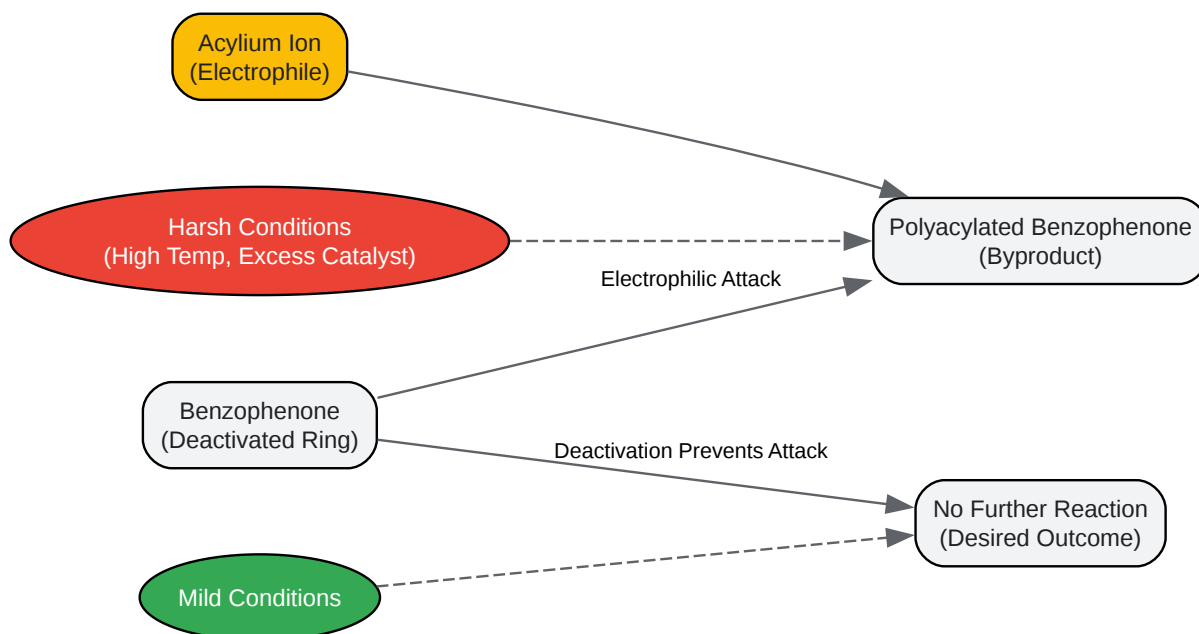 Acylium Ion
(Electrophile)
Harsh Conditions
(High Temp, Excess Catalyst)
Polyacylated Benzophenone
(Byproduct)
Electrophilic Attack
Benzophenone
(Deactivated Ring)
Deactivation Prevents Attack
No Further Reaction
(Desired Outcome)
Mild Conditions